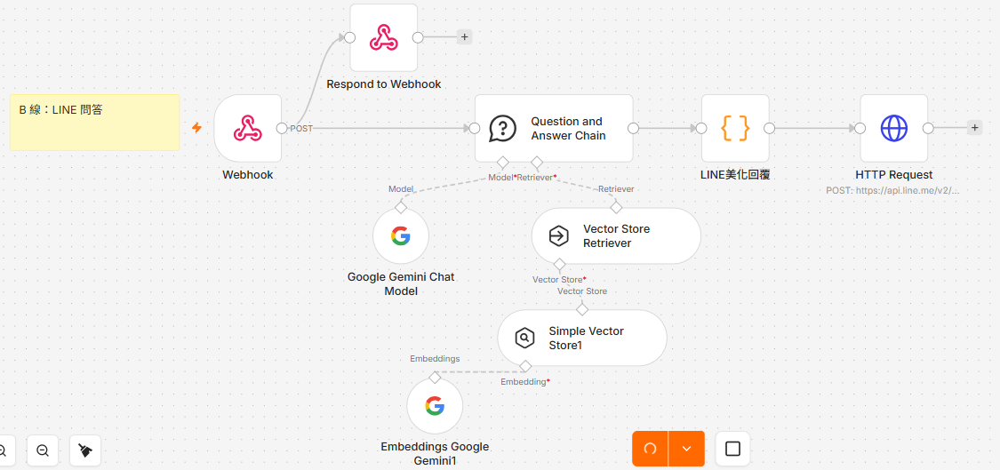 Respond to Webhook
B 線：LINE 問答
POST
Webhook
Question and
Answer Chain
LINE美化回覆
HTTP Request
POST: https://api.line.me/v2/...
Model*
Retriever*
Model
Retriever
Google Gemini Chat
Model
Vector Store
Retriever
Vector Store*
Vector Store
Simple Vector
Store1
Embeddings
Embedding*
Embeddings Google
Gemini1